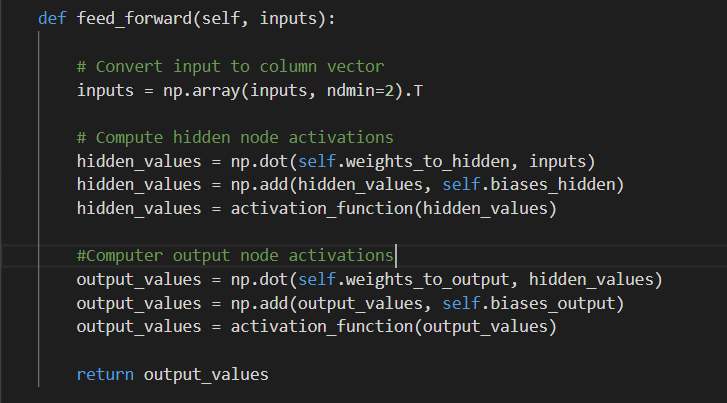 def feed_forward(self, inputs):
# Convert input to column vector
inputs = np.array(inputs, ndmin=2).T
# Compute hidden node activations
hidden_values = np.dot(self.weights_to_hidden, inputs)
hidden_values = np.add(hidden_values, self.biases_hidden)
hidden_values = activation_function(hidden_values)
#Computer output node activations
output_values = np.dot(self.weights_to_output, hidden_values)
output_values = np.add(output_values, self.biases_output)
output_values = activation_function(output_values)
return output_values